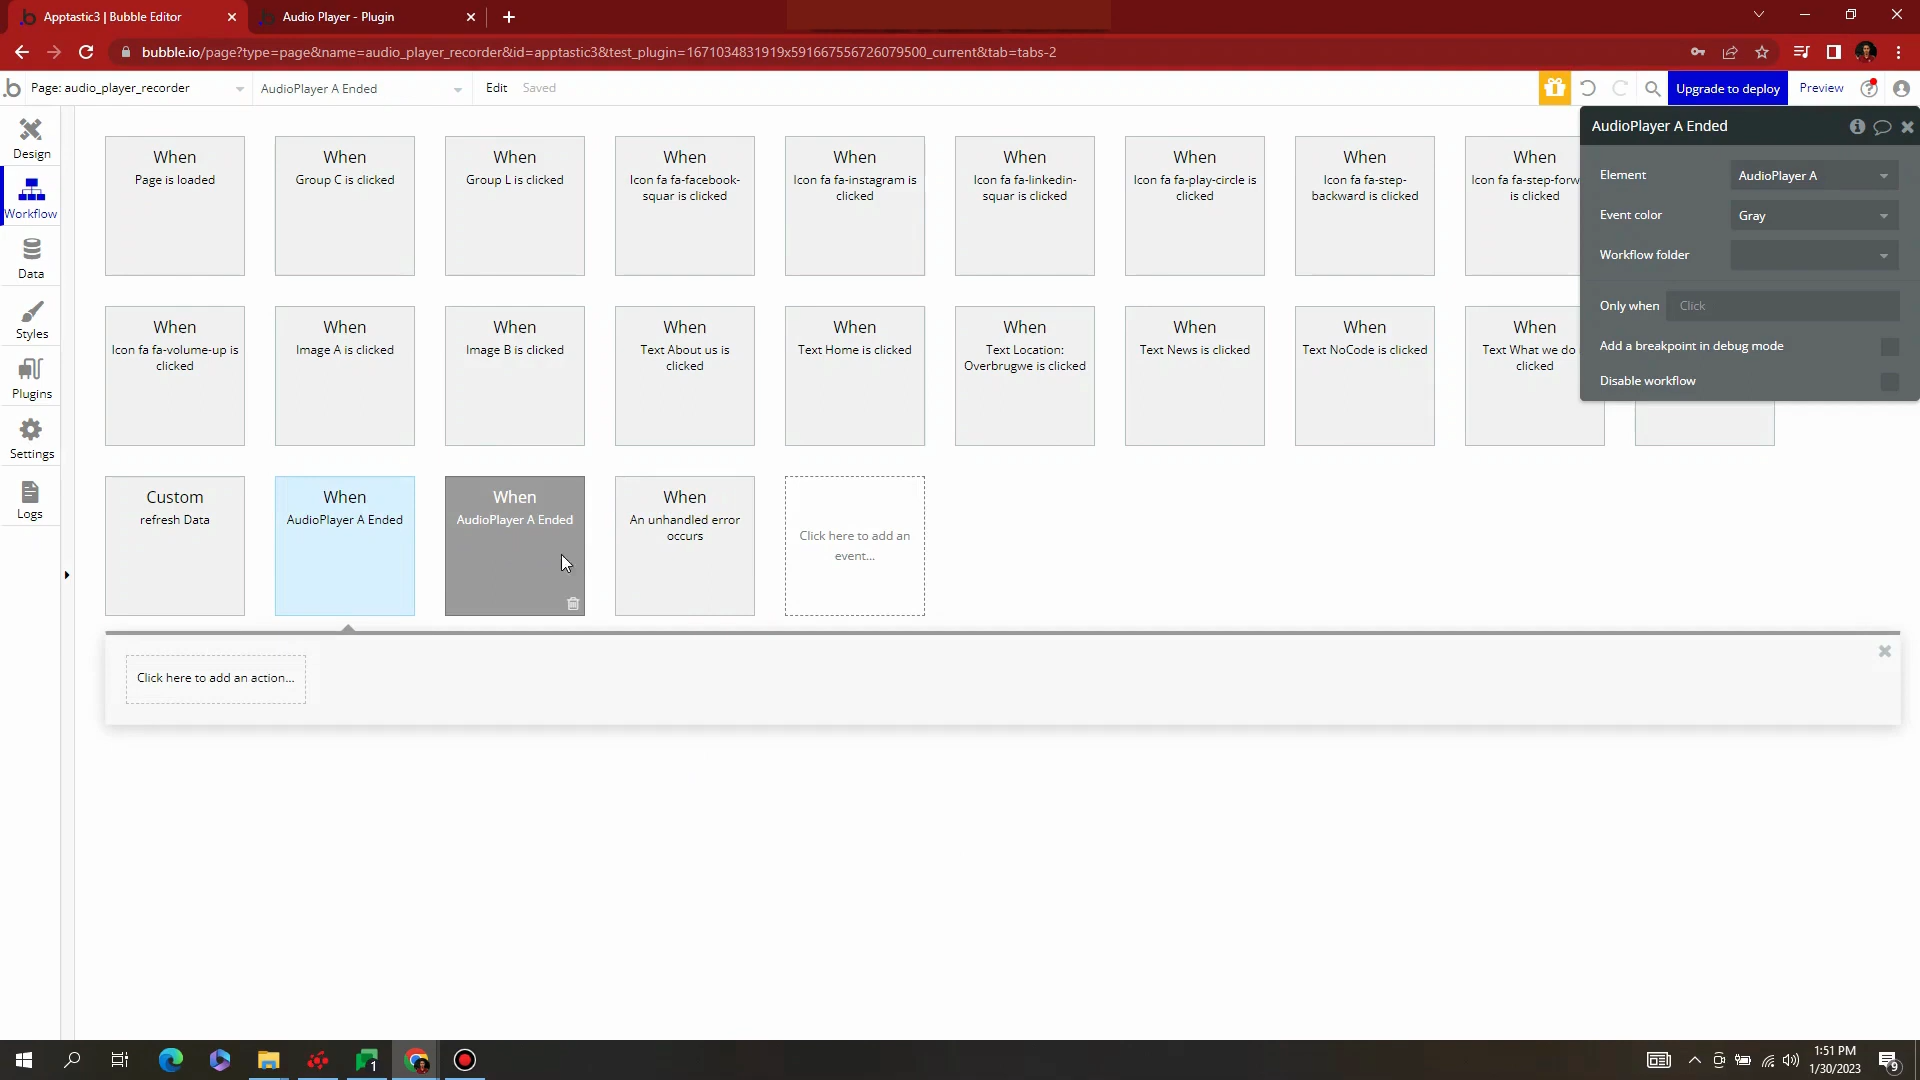 Apptastic3 | Bubble Editor
Audio Player - Plugin
bubble.io/page?type=page&name=audio_player_recorder&id=apptastic3&test_plugin=1671034831919x591667556726079500_current&tab=tabs-2
Page: audio_player_recorder
AudioPlayer A Ended
Edit
Saved
Upgrade to deploy
Preview
Design
Workflow
Data
Styles
Plugins
Settings
Logs
When
Page is loaded
When
Group C is clicked
When
Group L is clicked
When
Icon fa fa-facebook-
squar is clicked
When
Icon fa fa-instagram is
clicked
When
Icon fa fa-linkedin-
squar is clicked
When
Icon fa fa-play-circle is
clicked
When
Icon fa fa-step-
backward is clicked
When
Icon fa fa-step-forw
is clicked
When
Icon fa fa-volume-up is
clicked
When
Image A is clicked
When
Image B is clicked
When
Text About us is
clicked
When
Text Home is clicked
When
Text Location:
Overbrugwe is clicked
When
Text News is clicked
When
Text NoCode is clicked
When
Text What we do
clicked
Custom
refresh Data
When
AudioPlayer A Ended
When
AudioPlayer A Ended
When
An unhandled error
occurs
Click here to add an
event...
Click here to add an action...
AudioPlayer A Ended
Element
AudioPlayer A
Event color
Gray
Workflow folder
Only when
Click
Add a breakpoint in debug mode
Disable workflow
1
1:51 PM
1/30/2023
9